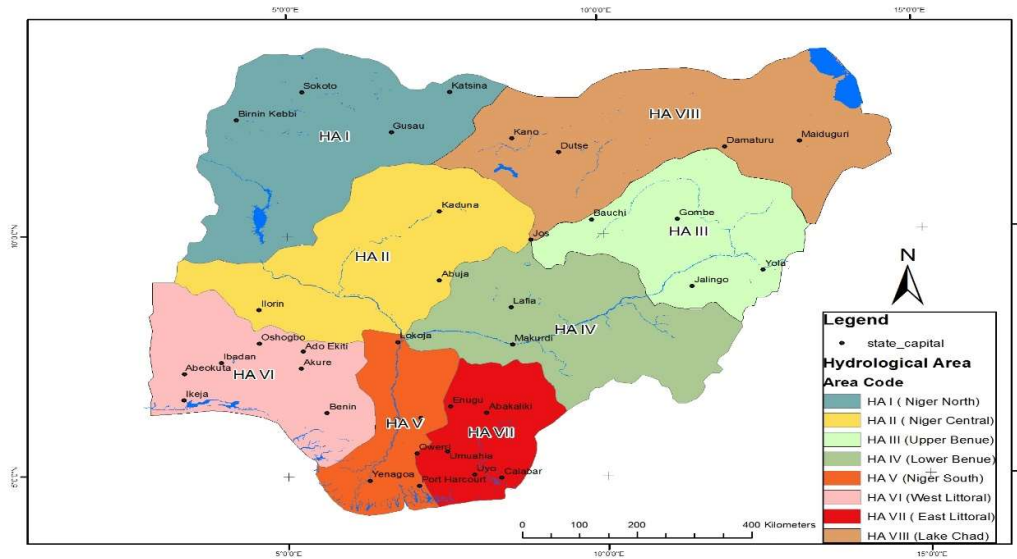 5°0'0"E 10°0'0"E 15°0'0"E
Sokoto
Katsina
Birnin Kebbi
Gusau
HA I
HA VIII
Kano
Dutse
Damaturu
Maiduguri
Kaduna
Bauchi
Gombe
HA III
Jos
HA II
Abuja
Yola
Jalingo
N
Ilorin
Lafia
HA IV
Lokoja
Makurdi
Oshogbo
Ado Ekiti
Ibadan
Akure
Abeokuta
HA VI
Ikeja
Benin
Enugu
Abakaliki
HA V
HA VII
Owerri
Umuahia
Uyo
Calabar
Yenagoa
Port Harcourt
0 100 200 400 Kilometers
Legend
state_capital
Hydrological Area
Area Code
HA I ( Niger North)
HA II ( Niger Central)
HA III (Upper Benue)
HA IV (Lower Benue)
HA V (Niger South)
HA VI (West Littoral)
HA VII ( East Littoral)
HA VIII (Lake Chad)
5°0'0"E 10°0'0"E 15°0'0"E